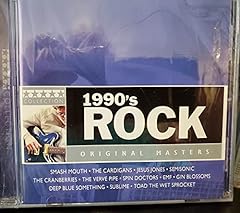 COLLECTION
1990's
ROCK
ORIGINAL MASTERS
SMASH MOUTH • THE CARDIGANS • JESUS JONES • SEMISONIC
THE CRANBERRIES • THE VERVE PIPE • SPIN DOCTORS • EMF • GIN BLOSSOMS
DEEP BLUE SOMETHING • SUBLIME • TOAD THE WET SPROCKET